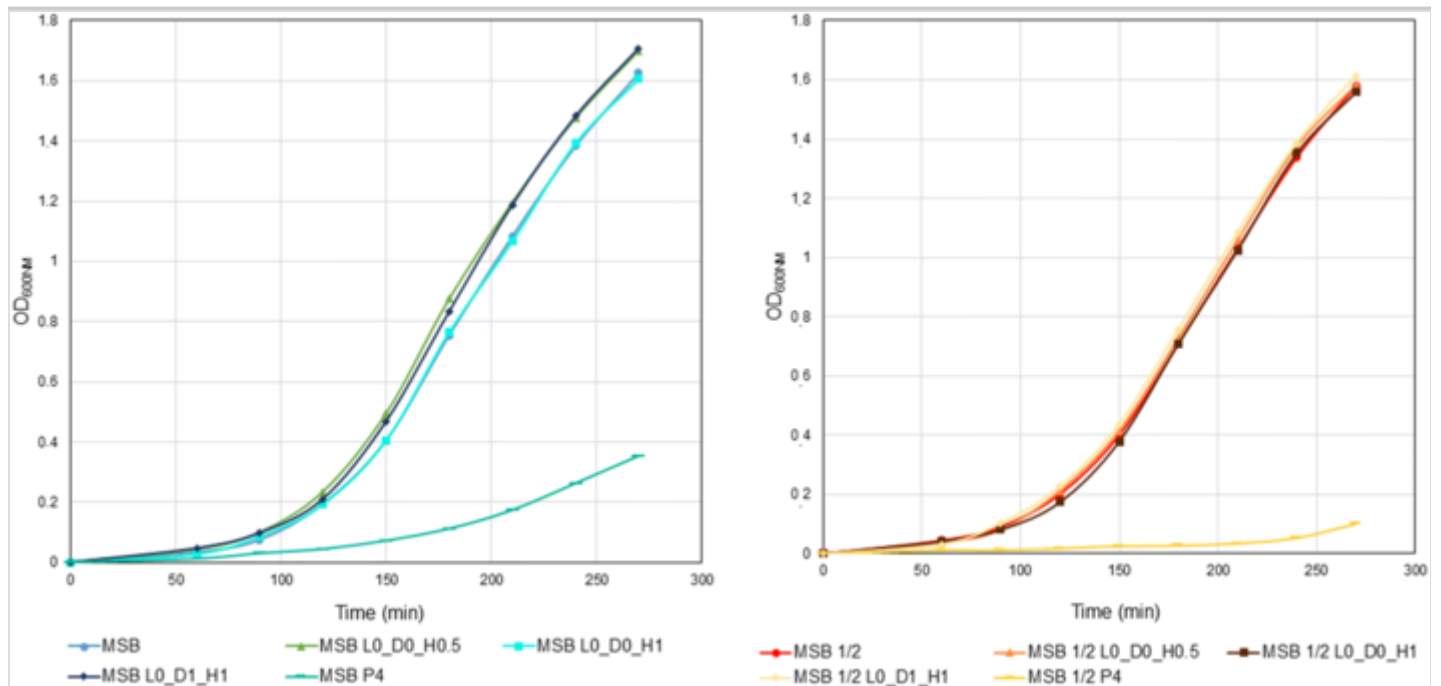 1.8
1.6
1.4
1.2
1
0.8
0.6
0.4
0.2
0
OD600NM
0
50
100
150
200
250
300
Time (min)
MSB
MSB L0_D0_H0.5
MSB L0_D0_H1
MSB L0_D1_H1
MSB P4
1.8
1.6
1.4
1.2
1
0 8
0 6
0 4
0 2
0
OD600NM
0
50
100
150
200
250
300
Time (min)
MSB 1/2
MSB 1/2 L0_D0_H0.5
MSB 1/2 L0_D0_H1
MSB 1/2 L0_D1_H1
MSB 1/2 P4